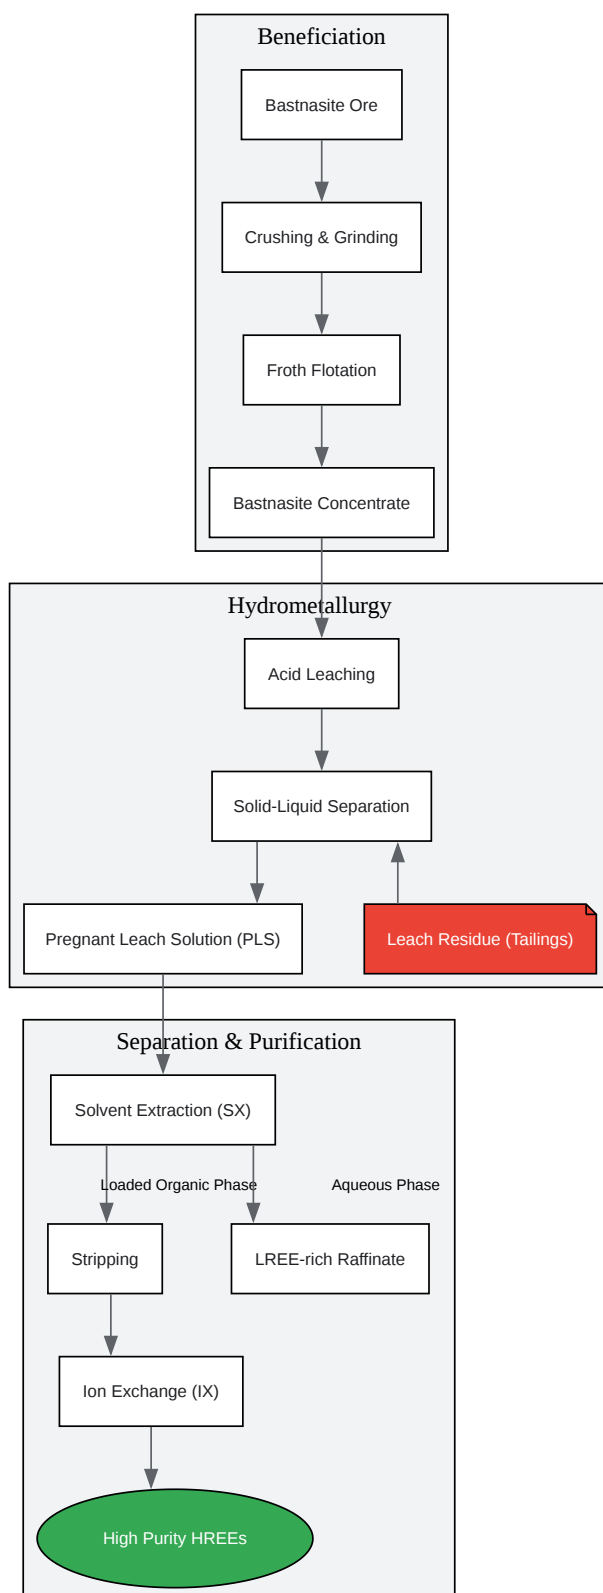 Beneficiation
Bastnasite Ore
Crushing & Grinding
Froth Flotation
Bastnasite Concentrate
Hydrometallurgy
Acid Leaching
Solid-Liquid Separation
Pregnant Leach Solution (PLS)
Leach Residue (Tailings)
Separation & Purification
Solvent Extraction (SX)
Loaded Organic Phase
Aqueous Phase
Stripping
LREE-rich Raffinate
Ion Exchange (IX)
High Purity HREEs